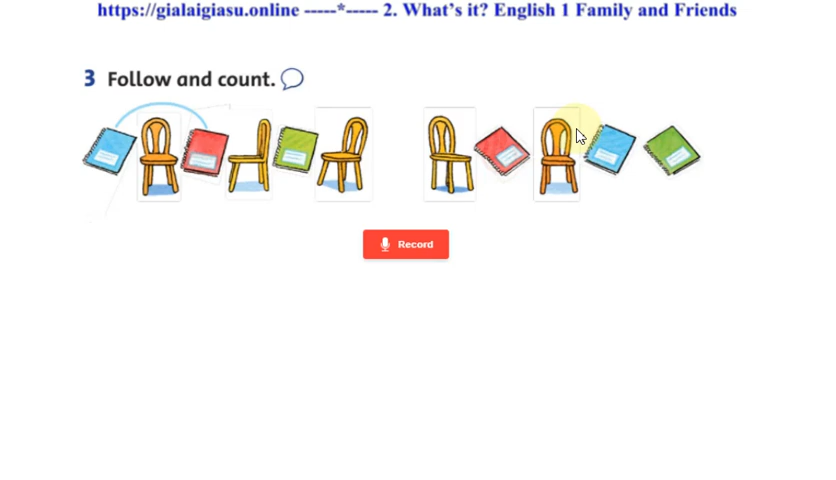 https://gialaigiasu.online -----*----- 2. What's it? English 1 Family and Friends
3 Follow and count.
Record